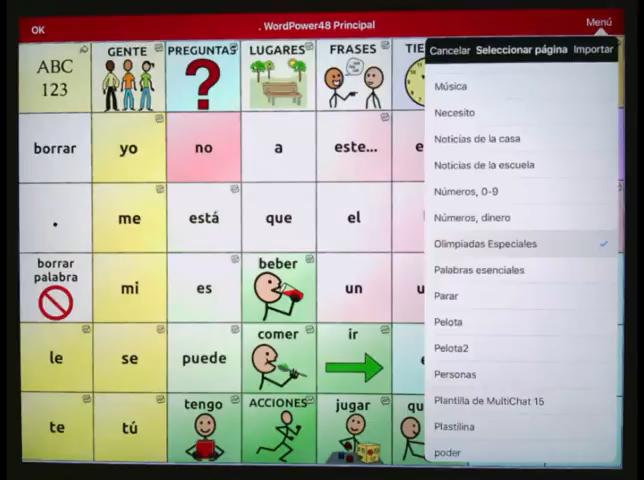 OK
. WordPower48 Principal
Menú
ABC
123
GENTE
PREGUNTAS
LUGARES
FRASES
TIE
Cancelar Seleccionar página Importar
Música
Necesito
Noticias de la casa
Noticias de la escuela
Números, 0-9
Números, dinero
Olimpiadas Especiales
Palabras esenciales
Parar
Pelota
Pelota2
Personas
Plantilla de MultiChat 15
Plastilina
poder
borrar
yo
no
a
este...
e
.
me
está
que
el
borrar
palabra
mi
es
beber
un
u
le
se
puede
comer
ir
te
tú
tengo
ACCIONES
jugar
qu